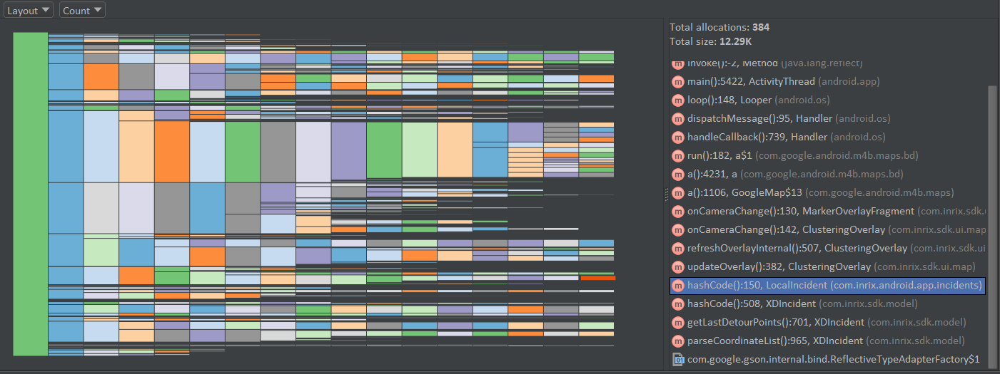 Layout
Count
Total allocations: 384
Total size: 12.29K
invoke():-2, Method (java.lang.reflect)
main():5422, ActivityThread (android.app)
loop():148, Looper (android.os)
dispatchMessage():95, Handler (android.os)
handleCallback():739, Handler (android.os)
run():182, a$1 (com.google.android.m4b.maps.bd)
a():4231, a (com.google.android.m4b.maps.bd)
a():1106, GoogleMap$13 (com.google.android.m4b.maps)
onCameraChange():130, MarkerOverlayFragment (com.inrix.sdk.u
onCameraChange():142, ClusteringOverlay (com.inrix.sdk.ui.map
refreshOverlayInternal():507, ClusteringOverlay (com.inrix.sdk.ui
updateOverlay():382, ClusteringOverlay (com.inrix.sdk.ui.map)
m hashCode():150, LocalIncident (com.inrix.android.app.incidents)
hashCode():508, XDIncident (com.inrix.sdk.model)
getLastDetourPoints():701, XDIncident (com.inrix.sdk.model)
parseCoordinateList():965, XDIncident (com.inrix.sdk.model)
com.google.gson.internal.bind.ReflectiveTypeAdapterFactory$1